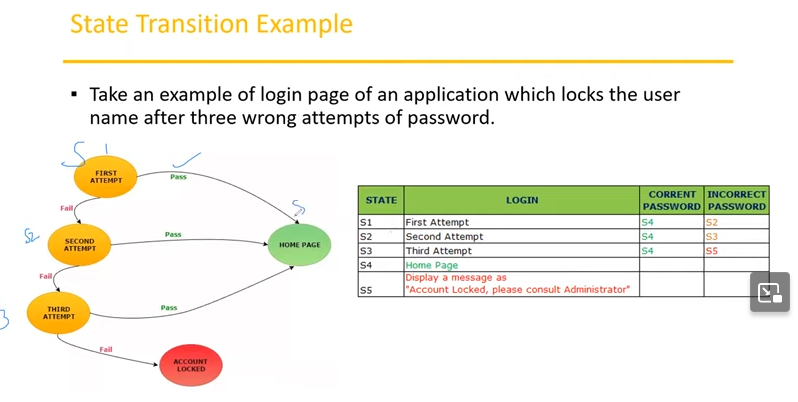 State Transition Example
▪ Take an example of login page of an application which locks the user
name after three wrong attempts of password.
S1
FIRST
ATTEMPT
Pass
Fail
S2
SECOND
ATTEMPT
Pass
HOME PAGE
Fail
3
THIRD
ATTEMPT
Pass
Fail
ACCOUNT
LOCKED
STATE LOGIN CORRENT PASSWORD INCORRECT PASSWORD
S1 First Attempt S4 S2
S2 Second Attempt S4 S3
S3 Third Attempt S4 S5
S4 Home Page
S5 Display a message as
"Account Locked, please consult Administrator"